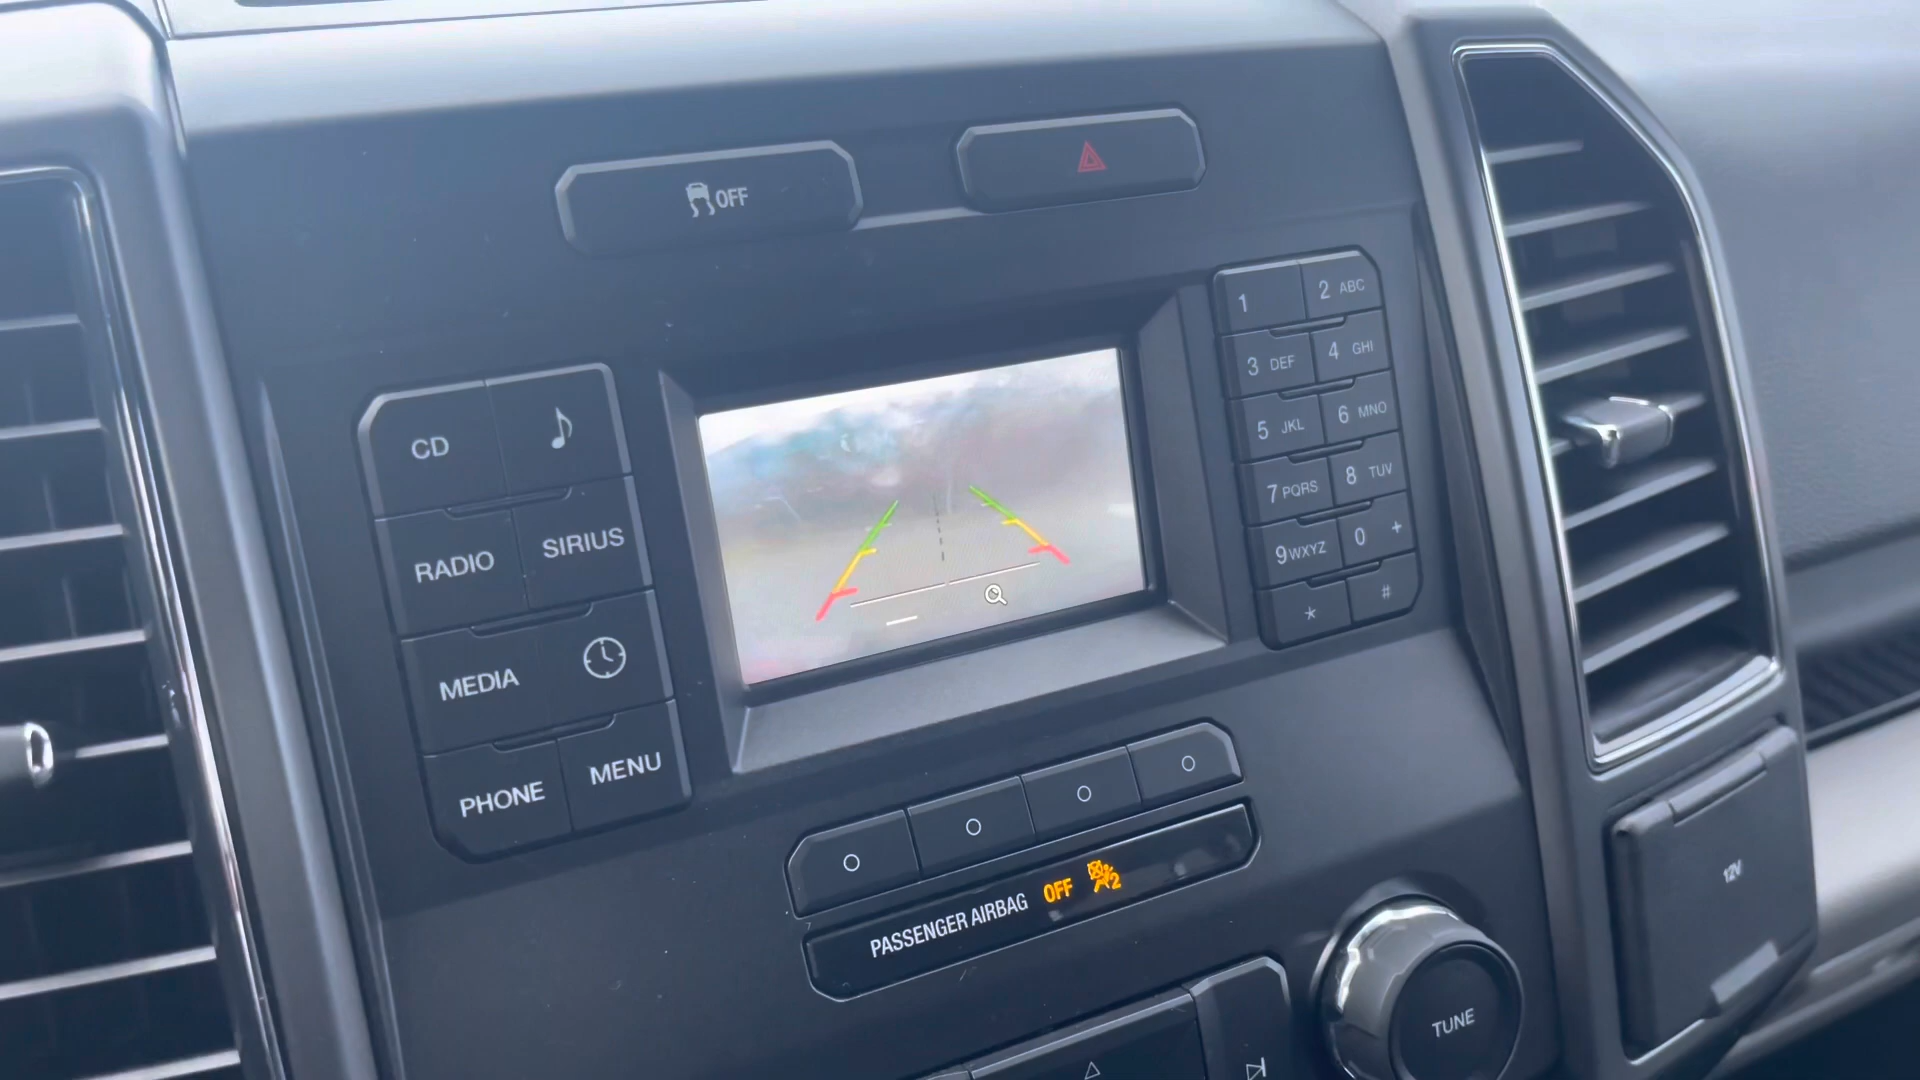 OFF
1
2 ABC
3 DEF
4 GHI
5 JKL
6 MNO
7 PQRS
8 TUV
9 WXYZ
0 +
*
#
CD
RADIO
SIRIUS
MEDIA
PHONE
MENU
PASSENGER AIRBAG OFF 2
12V
TUNE